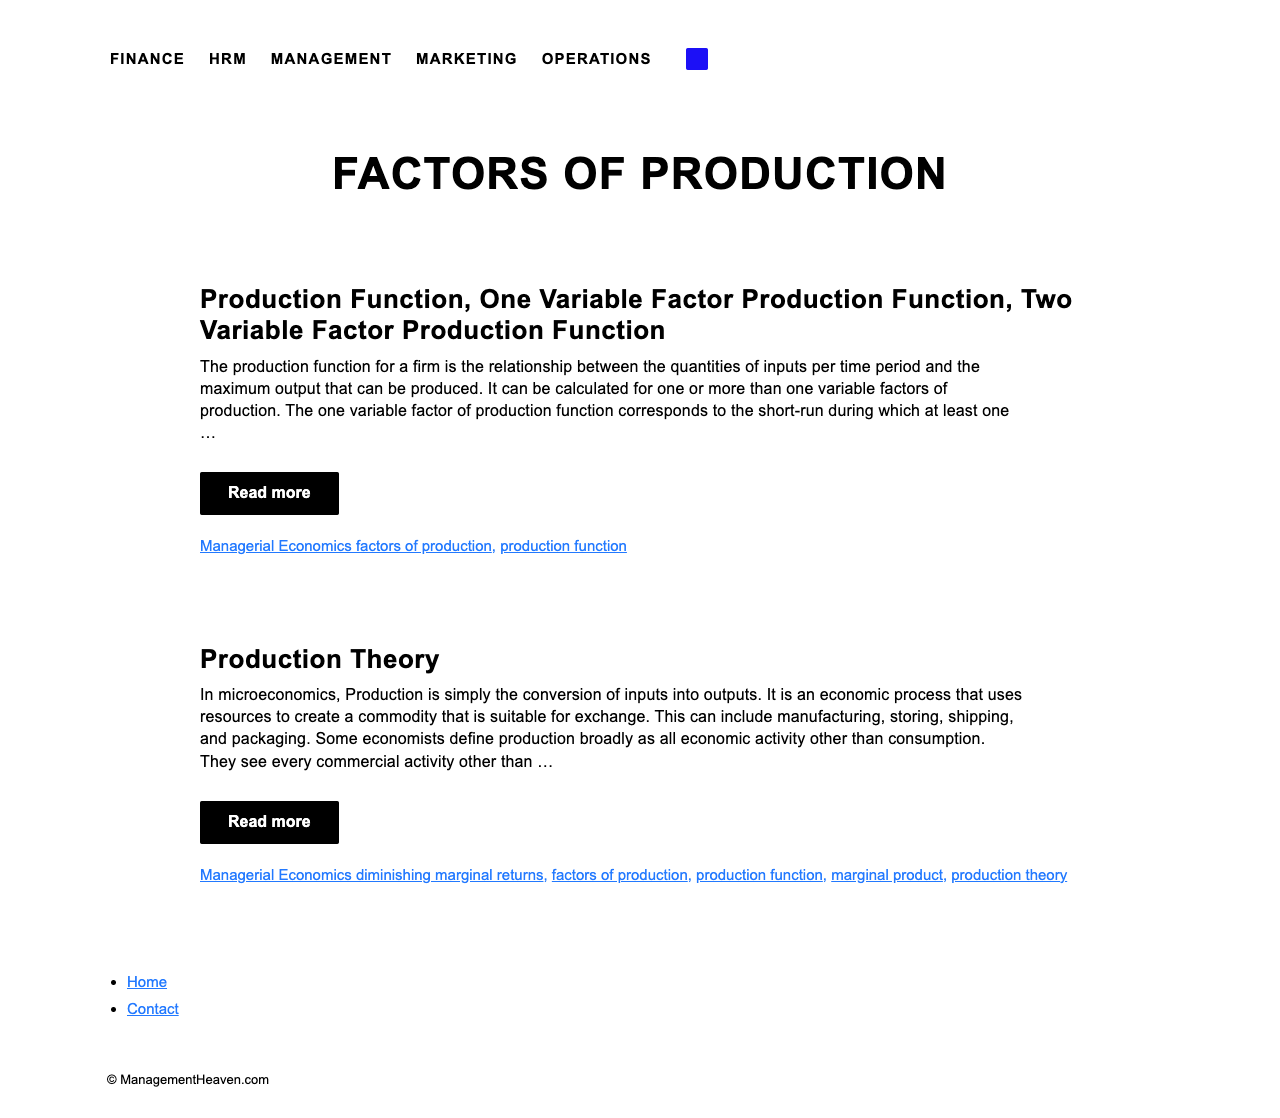 FINANCE HRM MANAGEMENT MARKETING OPERATIONS
FACTORS OF PRODUCTION
Production Function, One Variable Factor Production Function, Two
Variable Factor Production Function
The production function for a firm is the relationship between the quantities of inputs per time period and the
maximum output that can be produced. It can be calculated for one or more than one variable factors of
production. The one variable factor of production function corresponds to the short-run during which at least one
…
Read more
Managerial Economics factors of production, production function
Production Theory
In microeconomics, Production is simply the conversion of inputs into outputs. It is an economic process that uses
resources to create a commodity that is suitable for exchange. This can include manufacturing, storing, shipping,
and packaging. Some economists define production broadly as all economic activity other than consumption.
They see every commercial activity other than …
Read more
Managerial Economics diminishing marginal returns, factors of production, production function, marginal product, production theory
Home
Contact
© ManagementHeaven.com